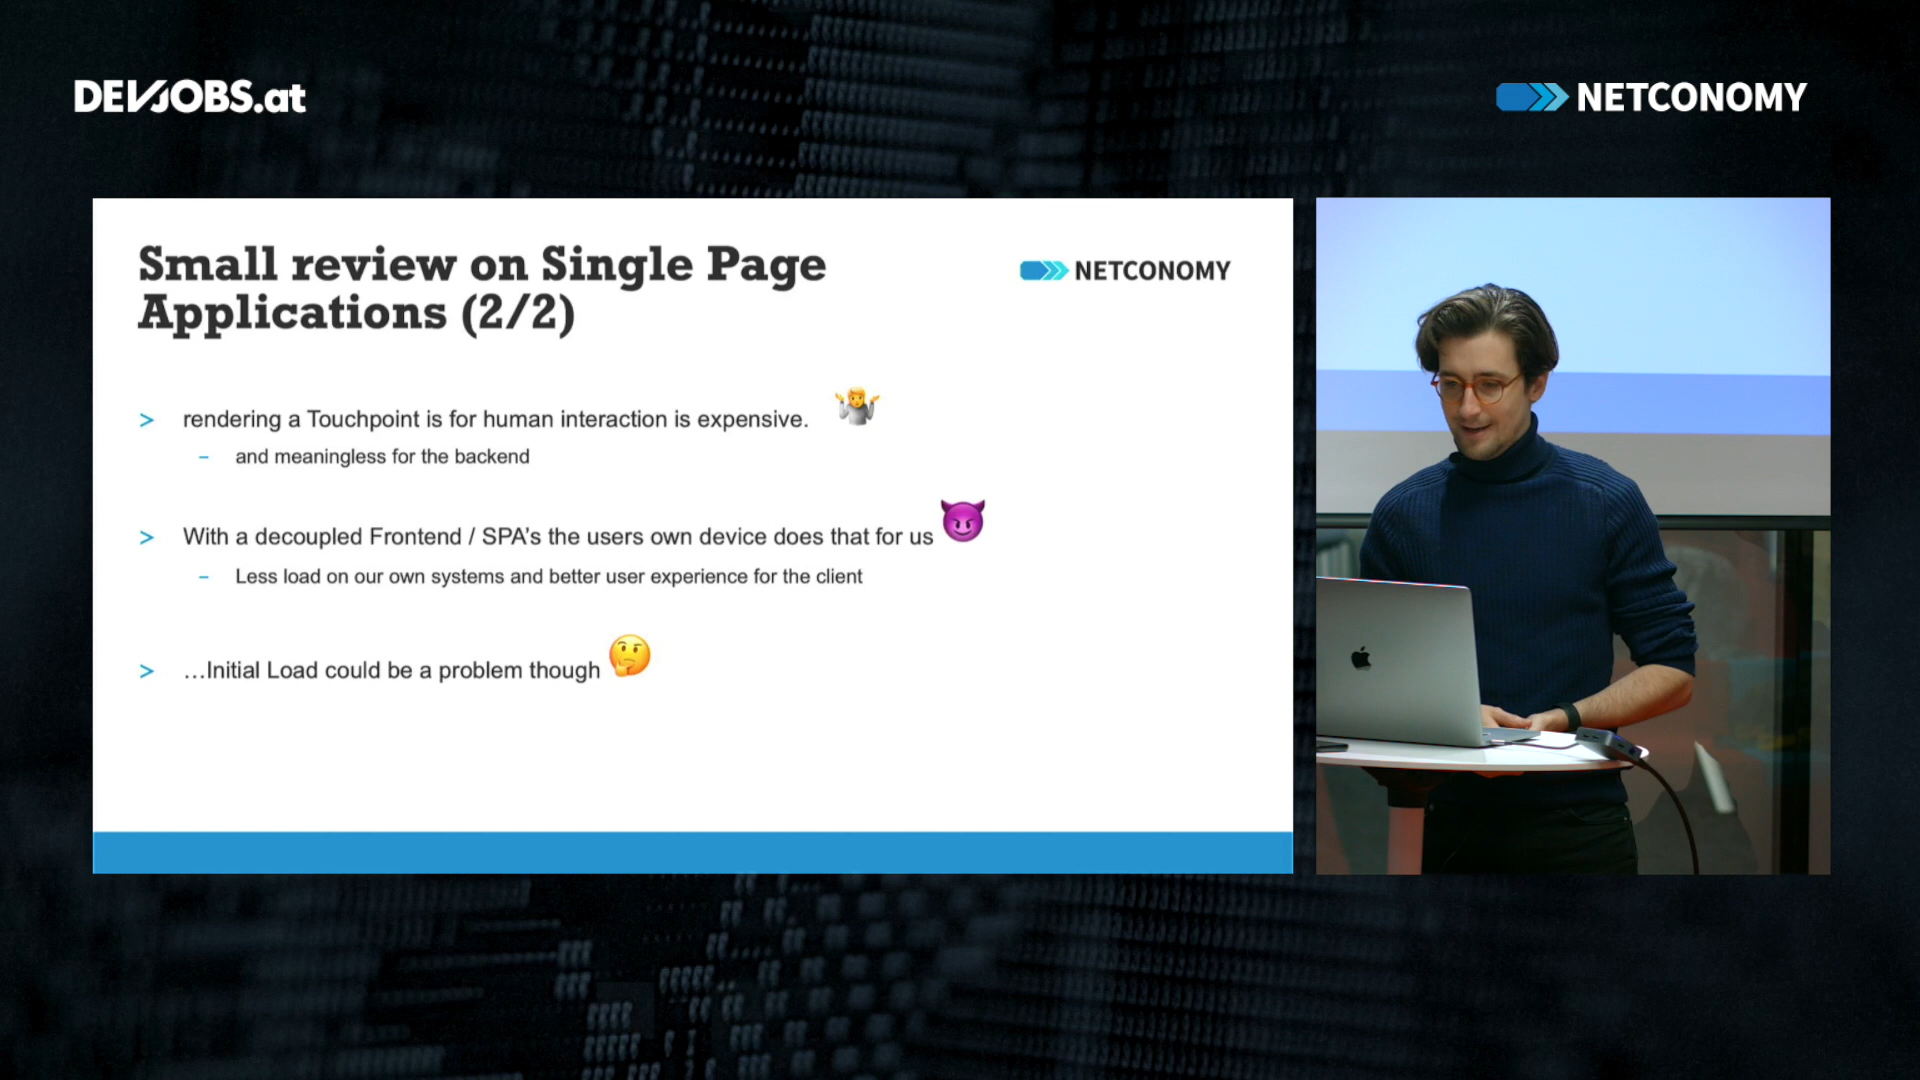 DEVJOBS.at
NETCONOMY
Small review on Single Page
Applications (2/2)
NETCONOMY
> rendering a Touchpoint is for human interaction is expensive.
– and meaningless for the backend
> With a decoupled Frontend / SPA's the users own device does that for us
– Less load on our own systems and better user experience for the client
> …Initial Load could be a problem though